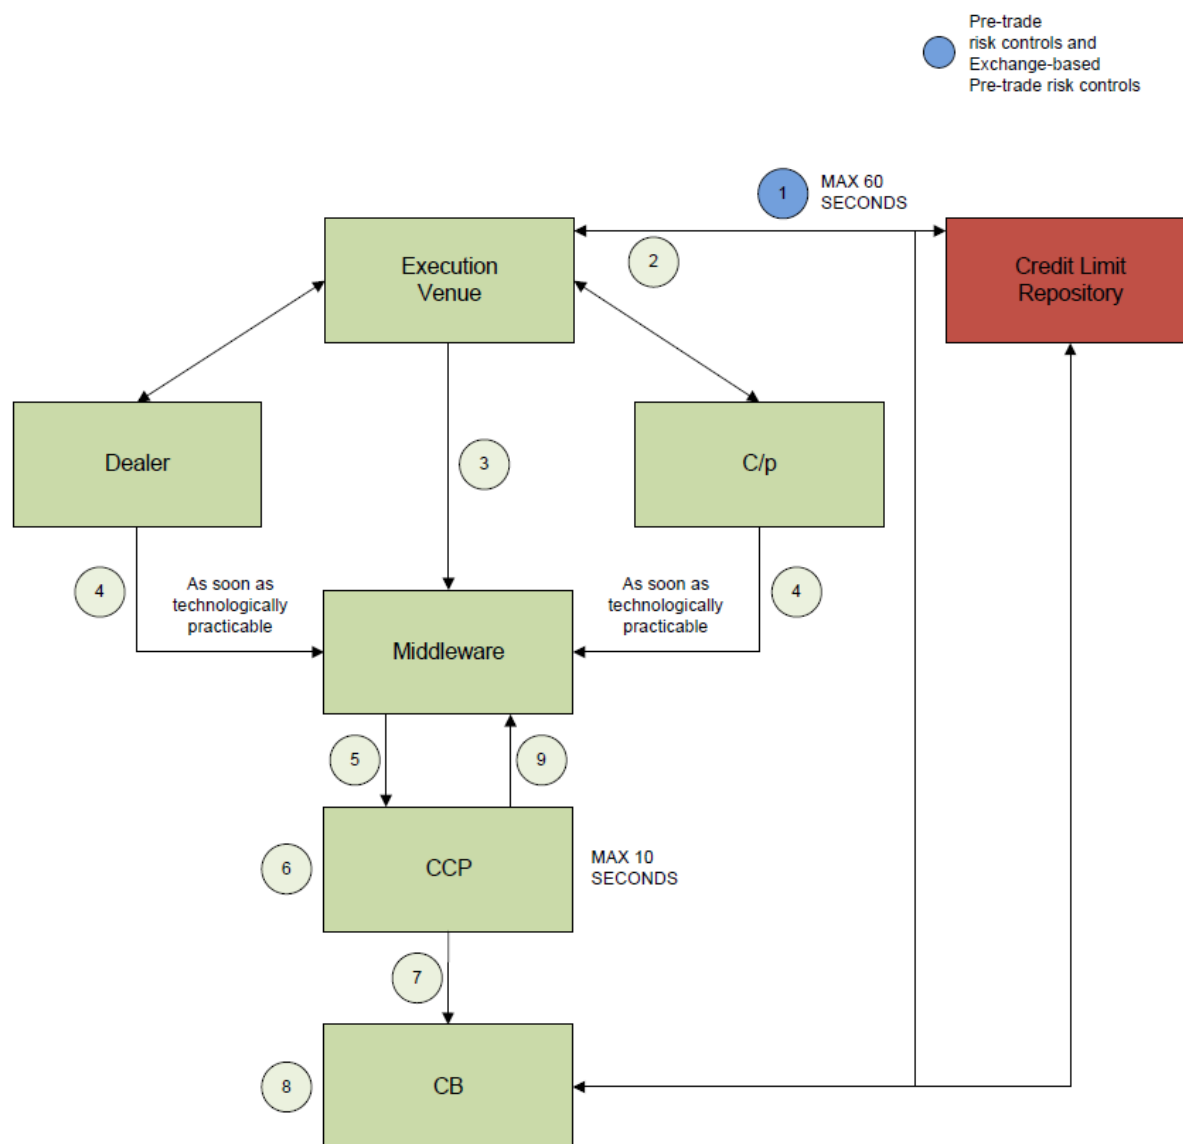 Pre-trade
risk controls and
Exchange-based
Pre-trade risk controls
1
MAX 60
SECONDS
Execution
Venue
2
Credit Limit
Repository
Dealer
3
C/p
4
As soon as
technologically
practicable
As soon as
technologically
practicable
4
Middleware
5
9
6
CCP
MAX 10
SECONDS
7
8
CB